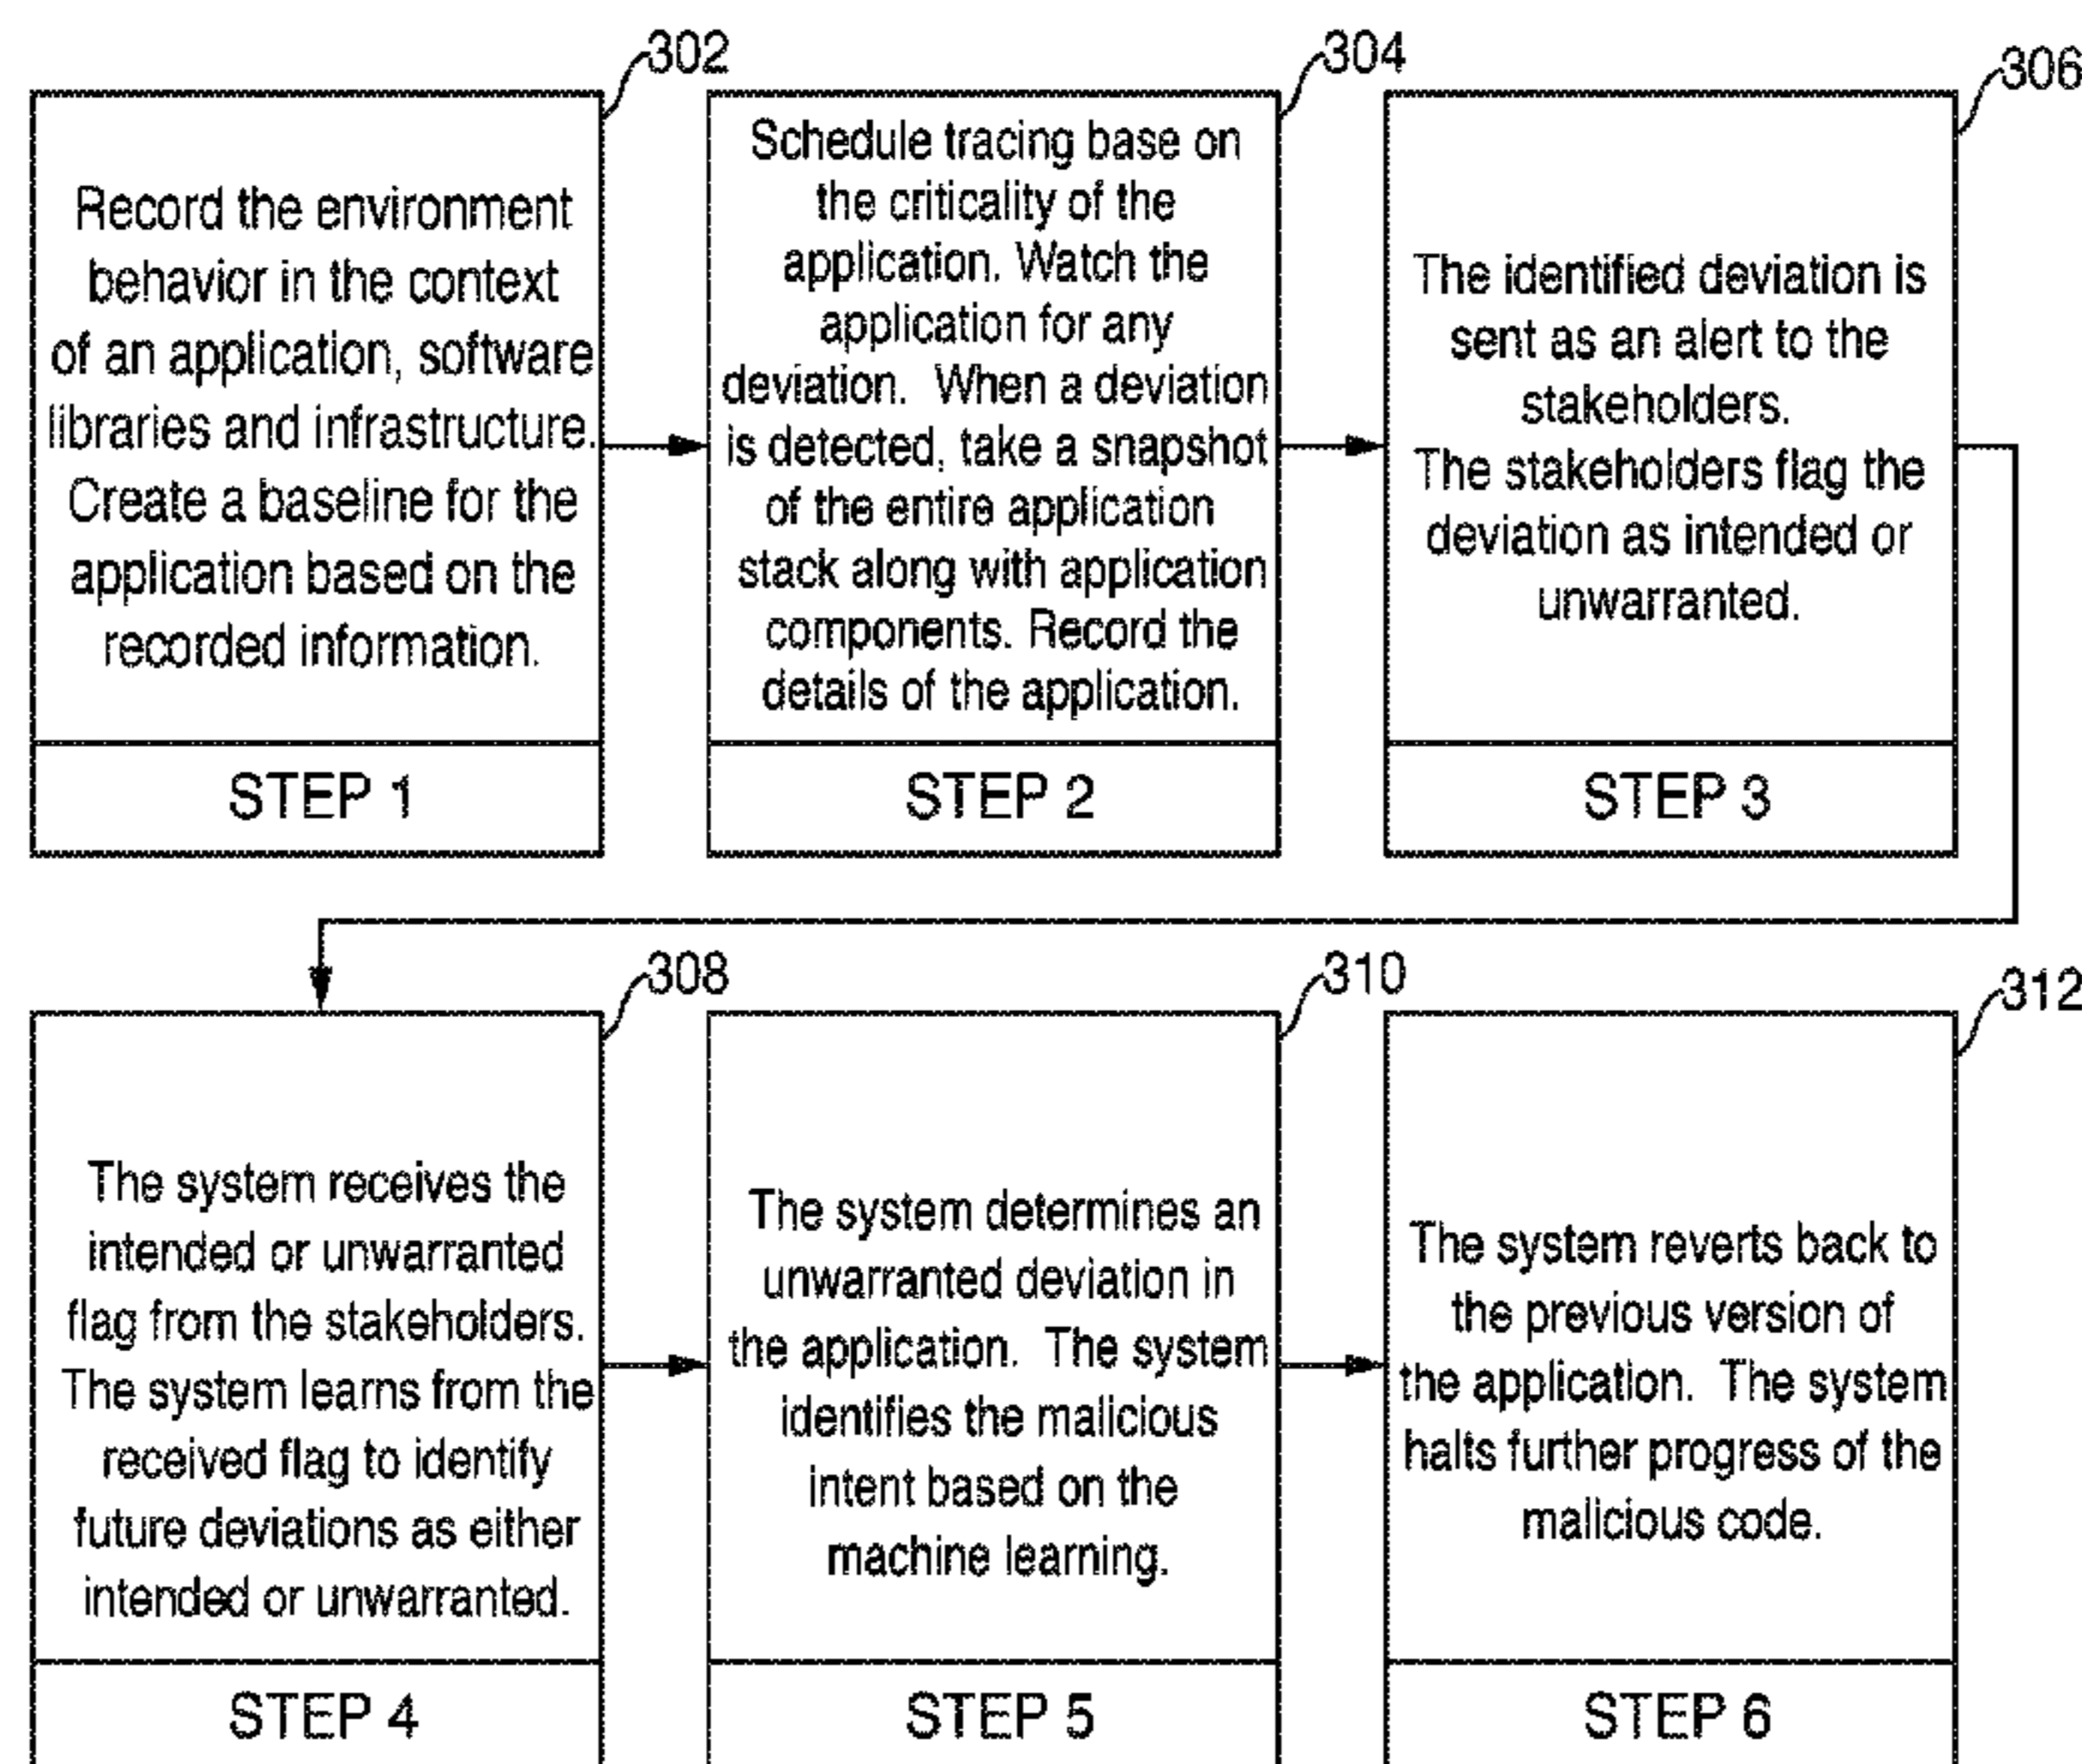 302
Record the environment
behavior in the context
of an application, software
libraries and infrastructure.
Create a baseline for the
application based on the
recorded information.
STEP 1
304
Schedule tracing base on
the criticality of the
application. Watch the
application for any
deviation. When a deviation
is detected, take a snapshot
of the entire application
stack along with application
components. Record the
details of the application.
STEP 2
306
The identified deviation is
sent as an alert to the
stakeholders.
The stakeholders flag the
deviation as intended or
unwarranted.
STEP 3
308
The system receives the
intended or unwarranted
flag from the stakeholders.
The system learns from the
received flag to identify
future deviations as either
intended or unwarranted.
STEP 4
310
The system determines an
unwarranted deviation in
the application. The system
identifies the malicious
intent based on the
machine learning.
STEP 5
312
The system reverts back to
the previous version of
the application. The system
halts further progress of the
malicious code.
STEP 6